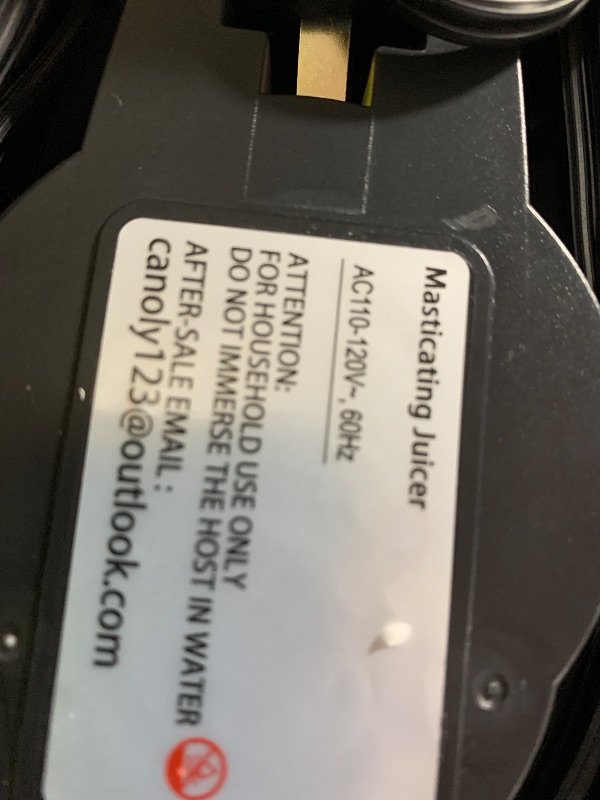 Masticating Juicer
AC110-120V~, 60Hz
ATTENTION:
FOR HOUSEHOLD USE ONLY
DO NOT IMMERSE THE HOST IN WATER
AFTER-SALE EMAIL :
canoly123@outlook.com